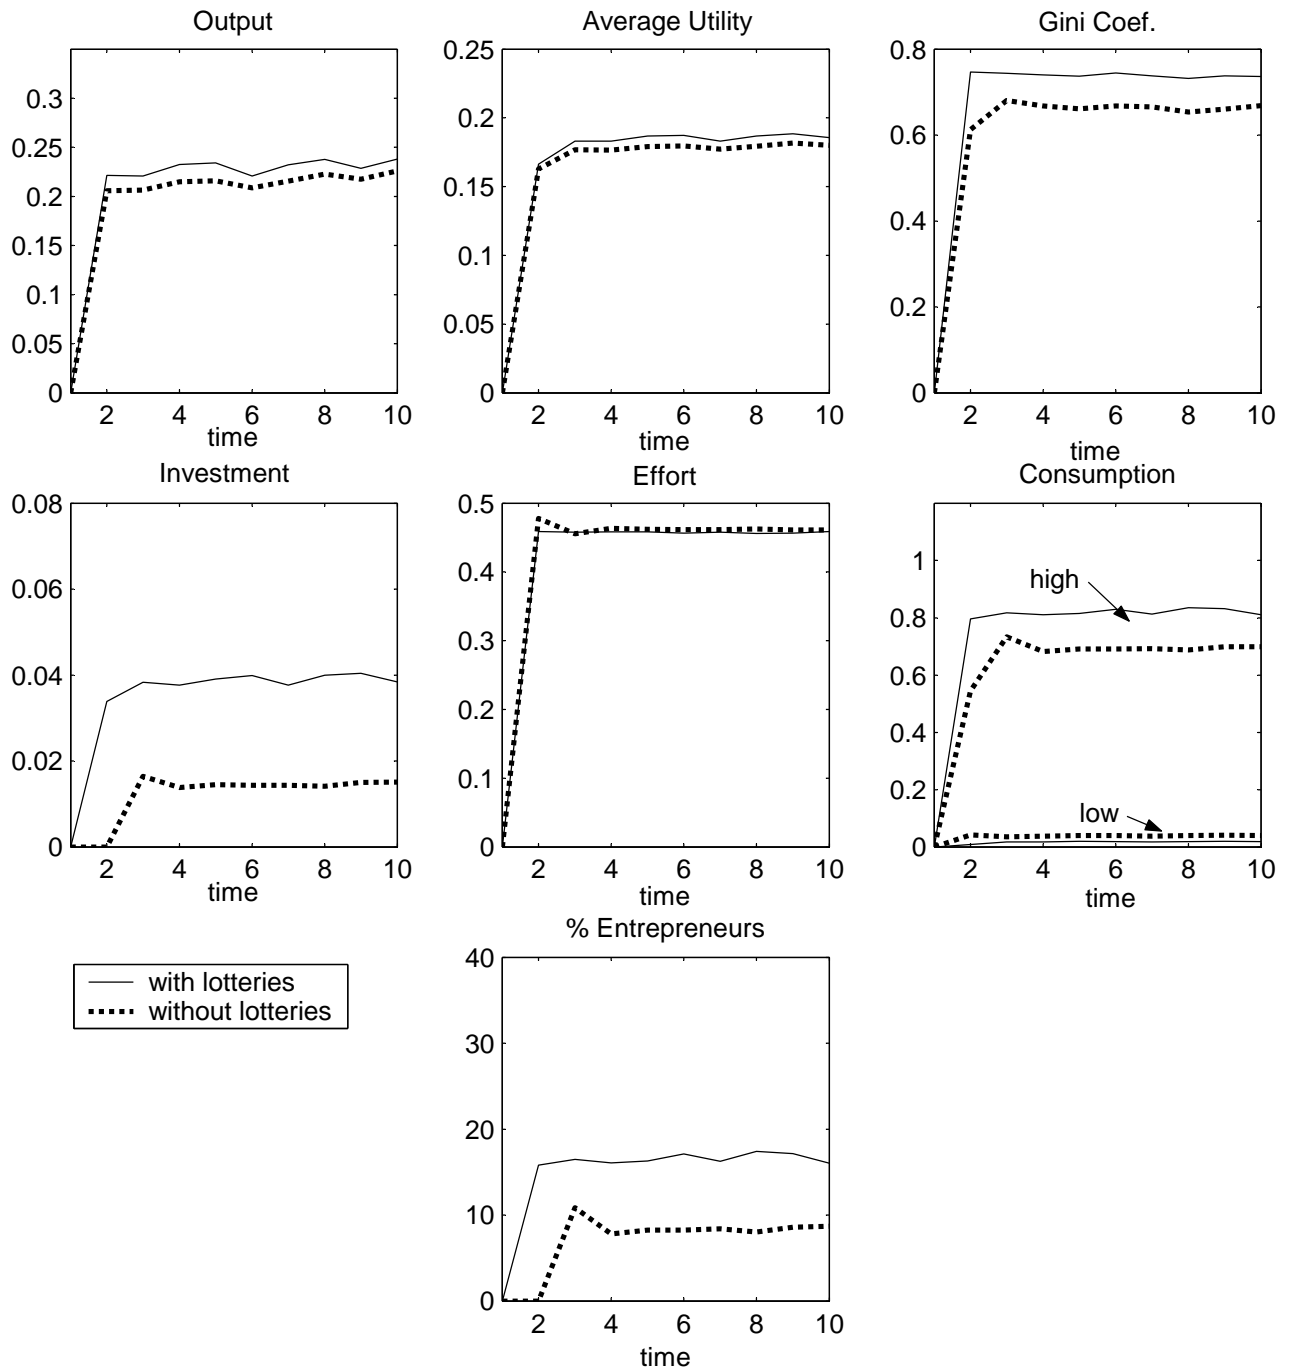 Output
0.3
0.25
0.2
0.15
0.1
0.05
0
2 4 6 8 10
time
Average Utility
0.25
0.2
0.15
0.1
0.05
0
2 4 6 8 10
time
Gini Coef.
0.8
0.6
0.4
0.2
0
2 4 6 8 10
time
Investment
0.08
0.06
0.04
0.02
0
2 4 6 8 10
time
Effort
0.5
0.4
0.3
0.2
0.1
0
2 4 6 8 10
time
Consumption
1
0.8
0.6
0.4
0.2
0
high
low
2 4 6 8 10
time
with lotteries
without lotteries
% Entrepreneurs
40
30
20
10
0
2 4 6 8 10
time